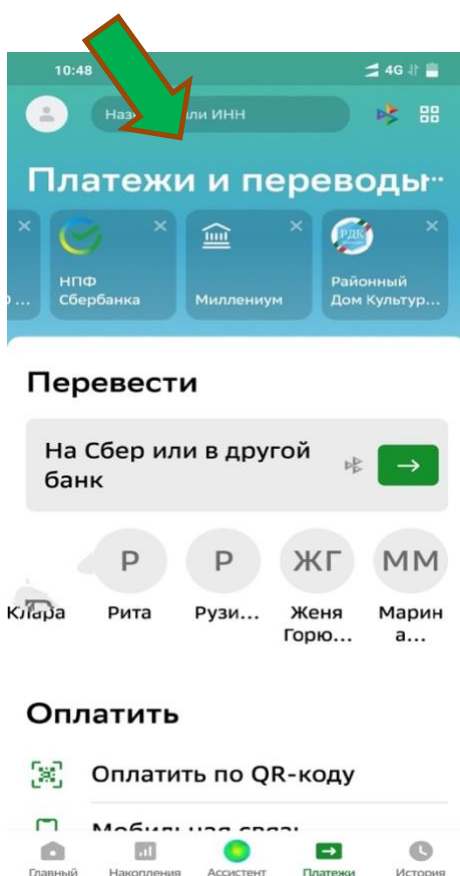 10:48
4G
или ИНН
Платежи и переводы...
НПФ
Сбербанка
Миллениум
РДК
Районный
Дом Культур...
Перевести
На Сбер или в другой
банк
Р
Р
ЖГ
ММ
Клара
Рита
Рузи...
Женя
Горю...
Марин
а...
Оплатить
Оплатить по QR-коду
Мобильная связь
Главный
Накопления
Ассистент
Платежи
История